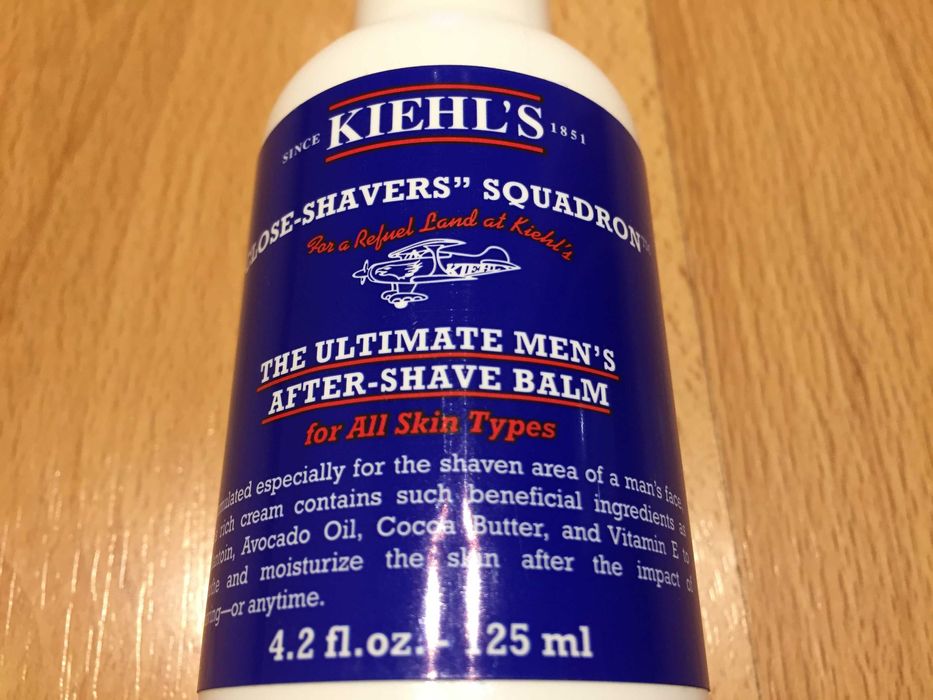 SINCE KIEHL'S 1851
CLOSE-SHAVERS” SQUADRON
For a Refuel Land at Kiehl's
KIEHL'S
THE ULTIMATE MEN'S
AFTER-SHAVE BALM
for All Skin Types
especially for the shaven area of a man's face,
rich cream contains such beneficial ingredients as
Avocado Oil, Cocoa Butter, and Vitamin E to
and moisturize the skin after the impact of
—or anytime.
4.2 fl.oz. - 125 ml